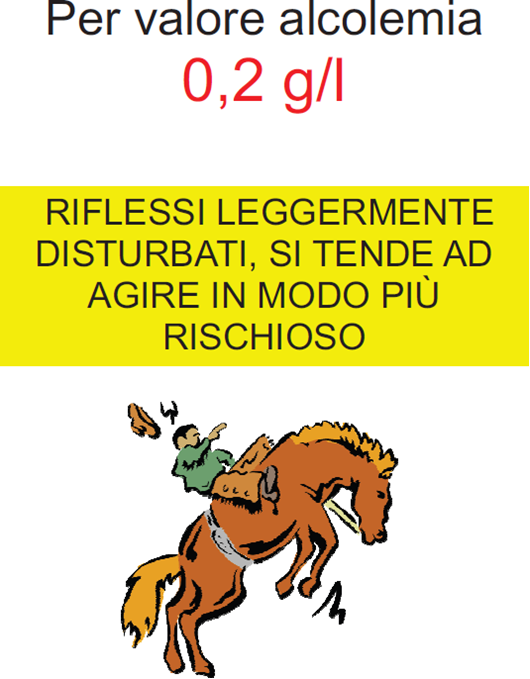 Per valore alcolemia
0,2 g/l
RIFLESSI LEGGERMENTE
DISTURBATI, SI TENDE AD
AGIRE IN MODO PIÙ
RISCHIOSO